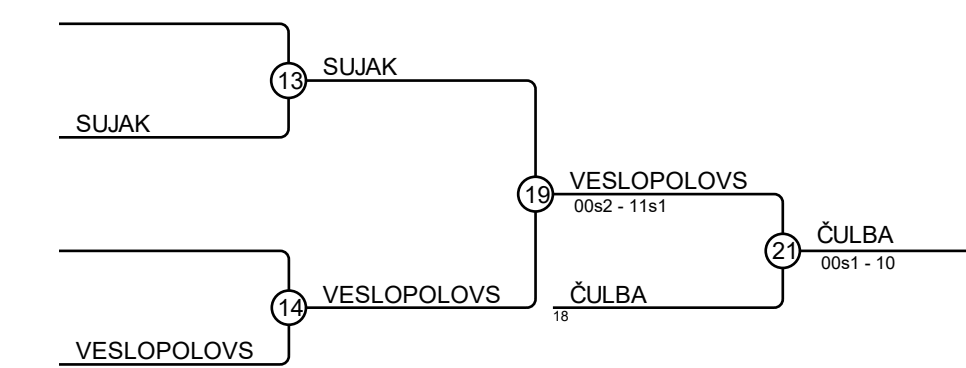 13
SUJAK
SUJAK
19
VESLOPOLOVS
00s2 - 11s1
21
ČULBA
00s1 - 10
14
VESLOPOLOVS
ČULBA
18
VESLOPOLOVS